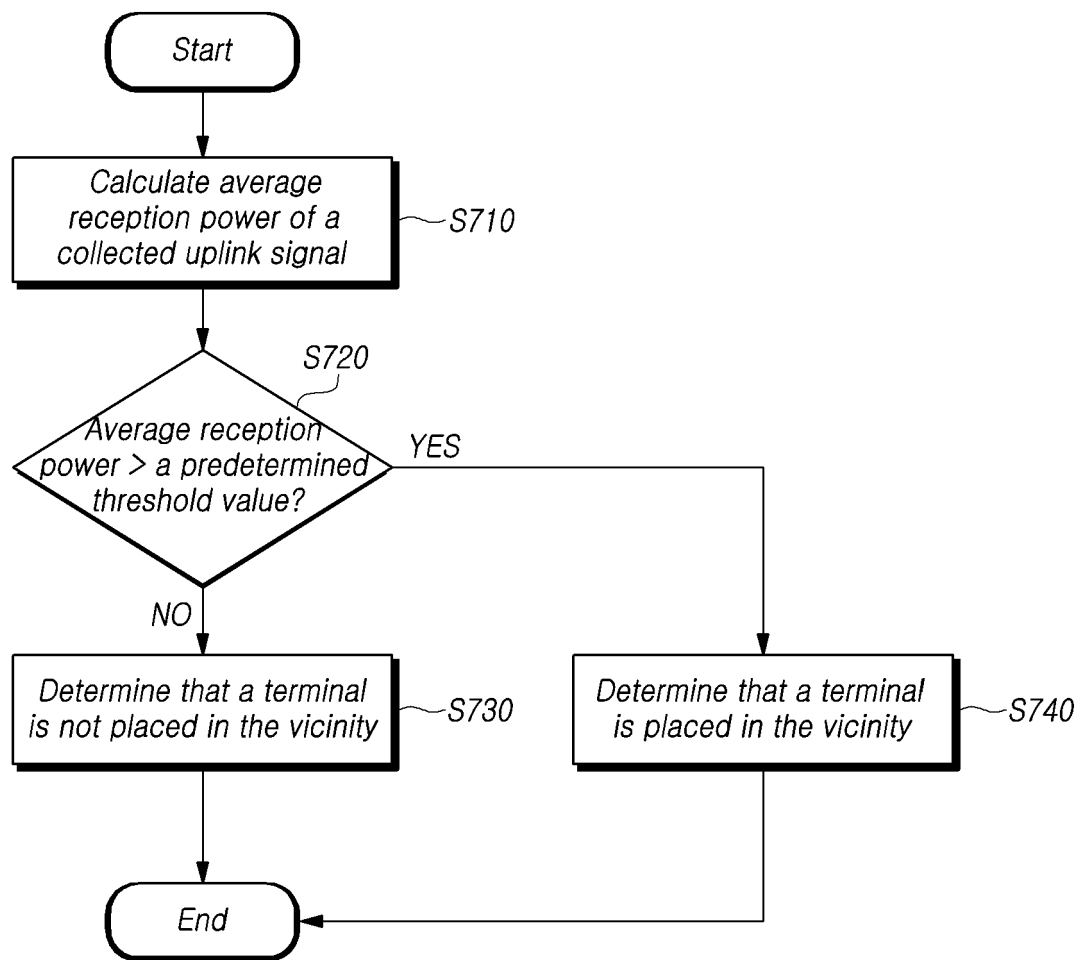 Start
Calculate average
reception power of a
collected uplink signal
S710
S720
Average reception
power > a predetermined
threshold value?
YES
NO
Determine that a terminal
is not placed in the vicinity
S730
Determine that a terminal
is placed in the vicinity
S740
End